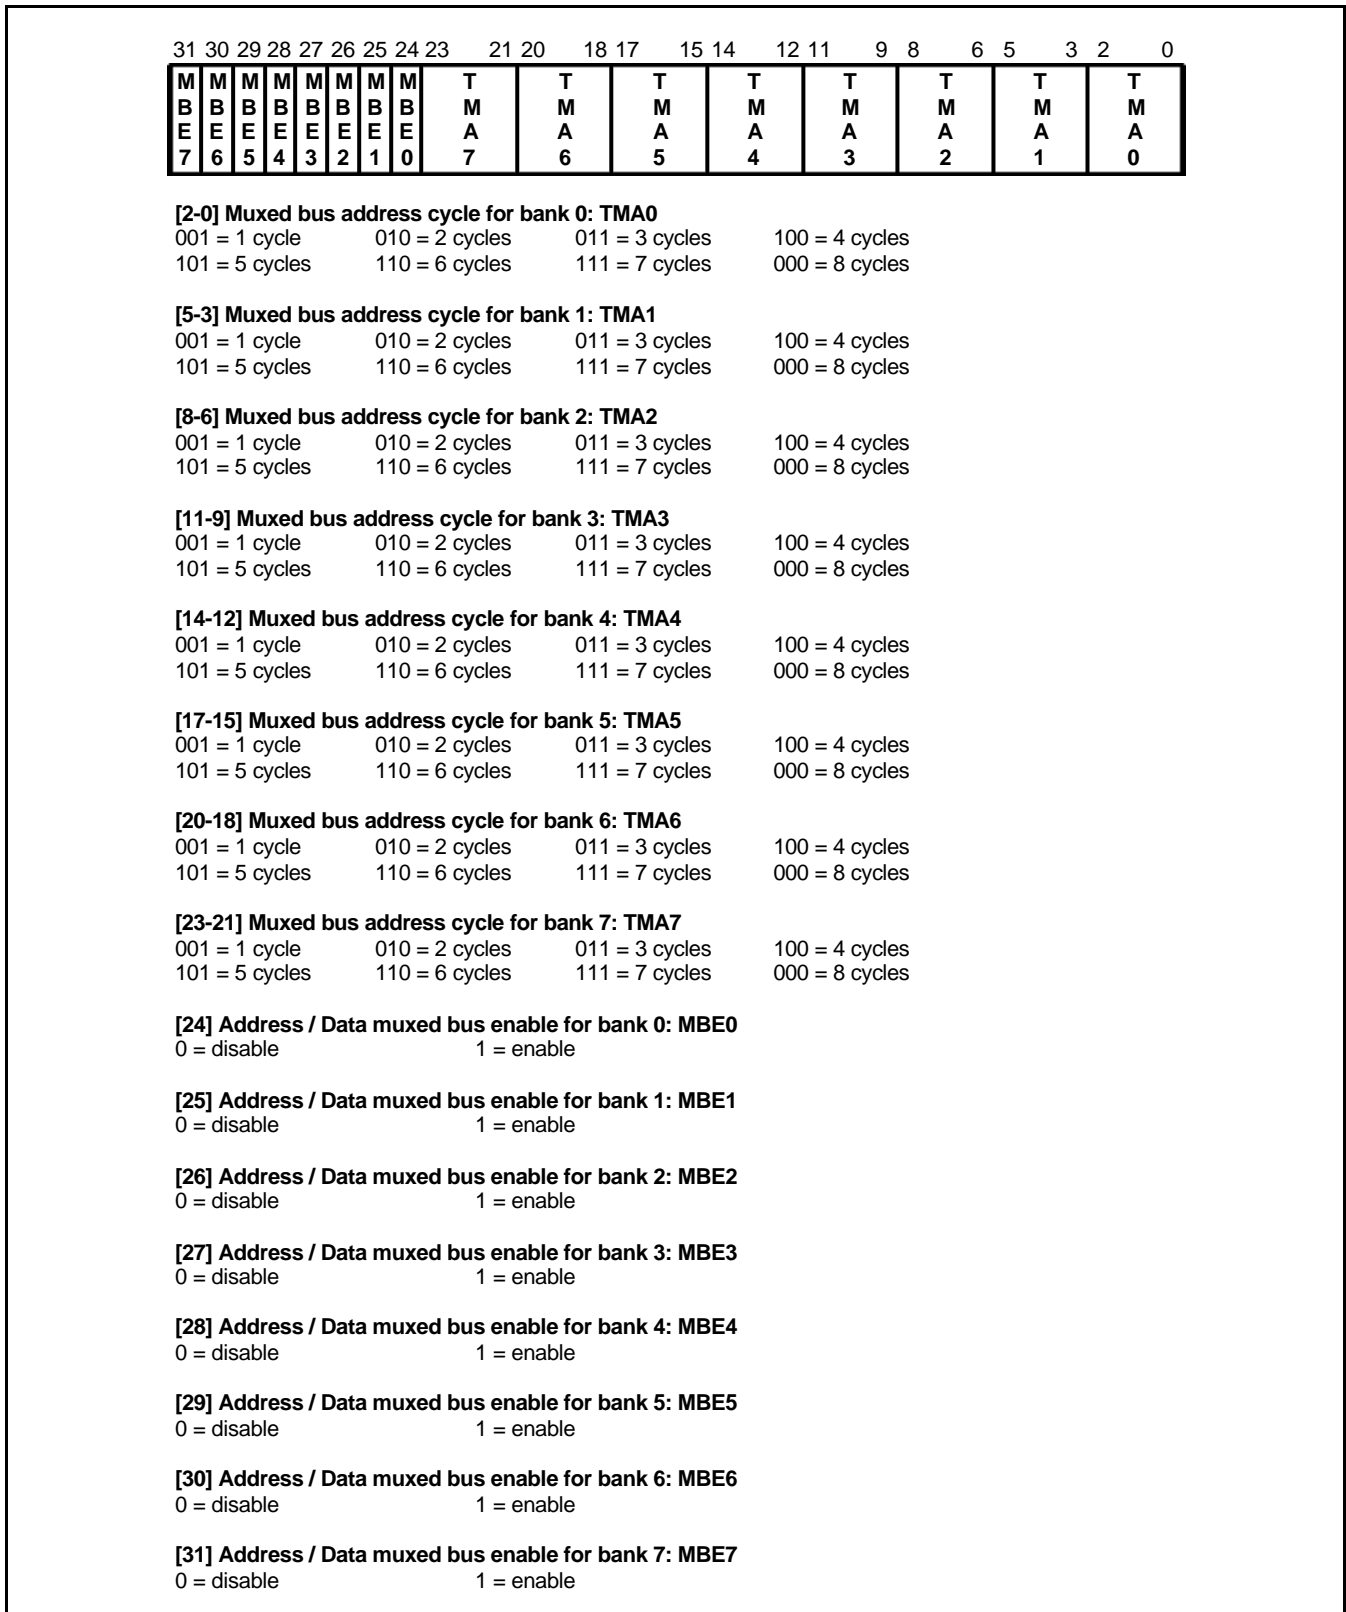 31 30 29 28 27 26 25 24 23 21 20 18 17 15 14 12 11 9 8 6 5 3 2 0
M M M M M M M M T T T T T T T T
B B B B B B B B M M M M M M M M
E E E E E E E E A A A A A A A A
7 6 5 4 3 2 1 0 7 6 5 4 3 2 1 0
[2-0] Muxed bus address cycle for bank 0: TMA0
001 = 1 cycle 010 = 2 cycles 011 = 3 cycles 100 = 4 cycles
101 = 5 cycles 110 = 6 cycles 111 = 7 cycles 000 = 8 cycles
[5-3] Muxed bus address cycle for bank 1: TMA1
001 = 1 cycle 010 = 2 cycles 011 = 3 cycles 100 = 4 cycles
101 = 5 cycles 110 = 6 cycles 111 = 7 cycles 000 = 8 cycles
[8-6] Muxed bus address cycle for bank 2: TMA2
001 = 1 cycle 010 = 2 cycles 011 = 3 cycles 100 = 4 cycles
101 = 5 cycles 110 = 6 cycles 111 = 7 cycles 000 = 8 cycles
[11-9] Muxed bus address cycle for bank 3: TMA3
001 = 1 cycle 010 = 2 cycles 011 = 3 cycles 100 = 4 cycles
101 = 5 cycles 110 = 6 cycles 111 = 7 cycles 000 = 8 cycles
[14-12] Muxed bus address cycle for bank 4: TMA4
001 = 1 cycle 010 = 2 cycles 011 = 3 cycles 100 = 4 cycles
101 = 5 cycles 110 = 6 cycles 111 = 7 cycles 000 = 8 cycles
[17-15] Muxed bus address cycle for bank 5: TMA5
001 = 1 cycle 010 = 2 cycles 011 = 3 cycles 100 = 4 cycles
101 = 5 cycles 110 = 6 cycles 111 = 7 cycles 000 = 8 cycles
[20-18] Muxed bus address cycle for bank 6: TMA6
001 = 1 cycle 010 = 2 cycles 011 = 3 cycles 100 = 4 cycles
101 = 5 cycles 110 = 6 cycles 111 = 7 cycles 000 = 8 cycles
[23-21] Muxed bus address cycle for bank 7: TMA7
001 = 1 cycle 010 = 2 cycles 011 = 3 cycles 100 = 4 cycles
101 = 5 cycles 110 = 6 cycles 111 = 7 cycles 000 = 8 cycles
[24] Address / Data muxed bus enable for bank 0: MBE0
0 = disable 1 = enable
[25] Address / Data muxed bus enable for bank 1: MBE1
0 = disable 1 = enable
[26] Address / Data muxed bus enable for bank 2: MBE2
0 = disable 1 = enable
[27] Address / Data muxed bus enable for bank 3: MBE3
0 = disable 1 = enable
[28] Address / Data muxed bus enable for bank 4: MBE4
0 = disable 1 = enable
[29] Address / Data muxed bus enable for bank 5: MBE5
0 = disable 1 = enable
[30] Address / Data muxed bus enable for bank 6: MBE6
0 = disable 1 = enable
[31] Address / Data muxed bus enable for bank 7: MBE7
0 = disable 1 = enable